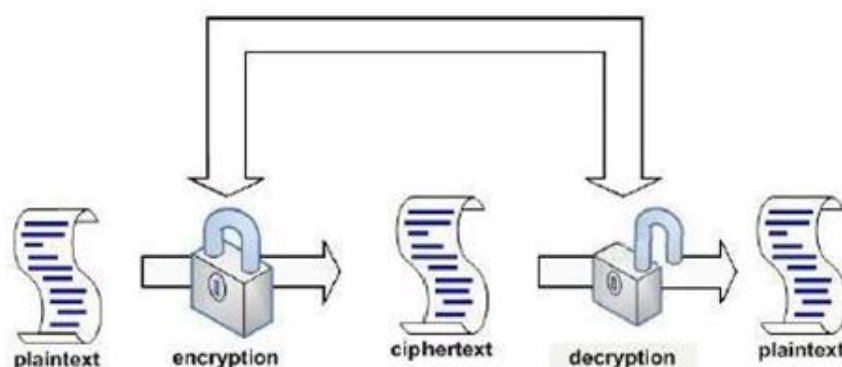 plaintext
encryption
ciphertext
decryption
plaintext